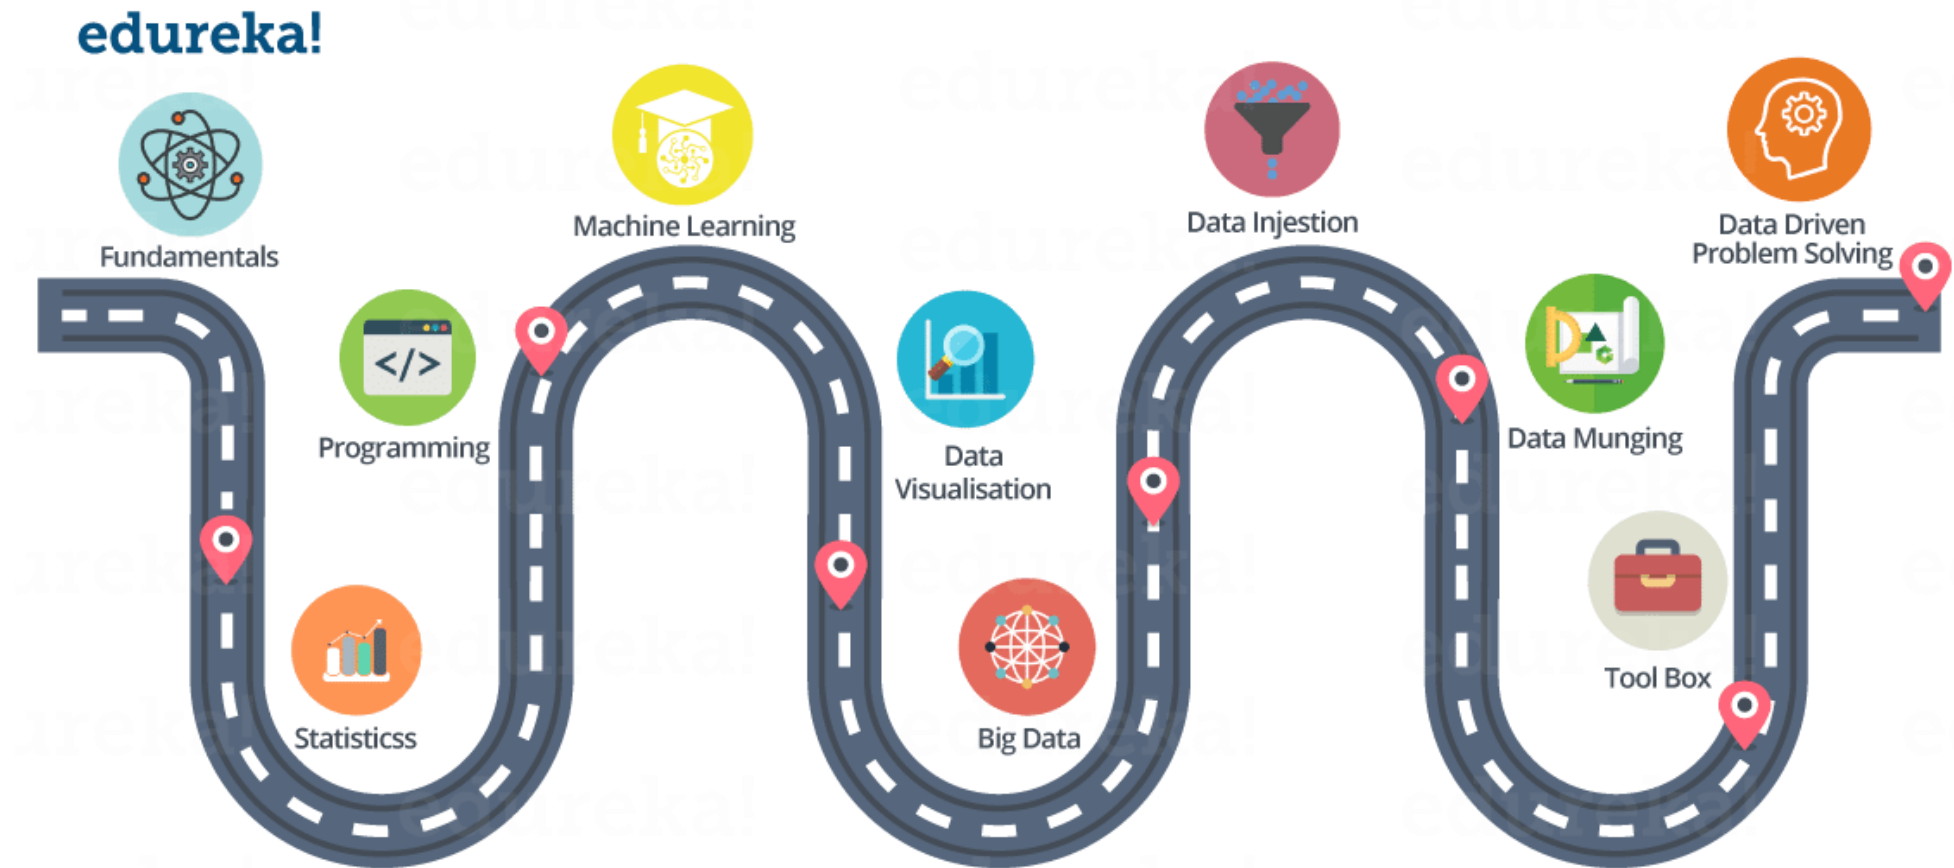 edureka!
Fundamentals
Statisticss
Programming
</>
Machine Learning
Data
Visualisation
Big Data
Data Injestion
Data Munging
Tool Box
Data Driven
Problem Solving